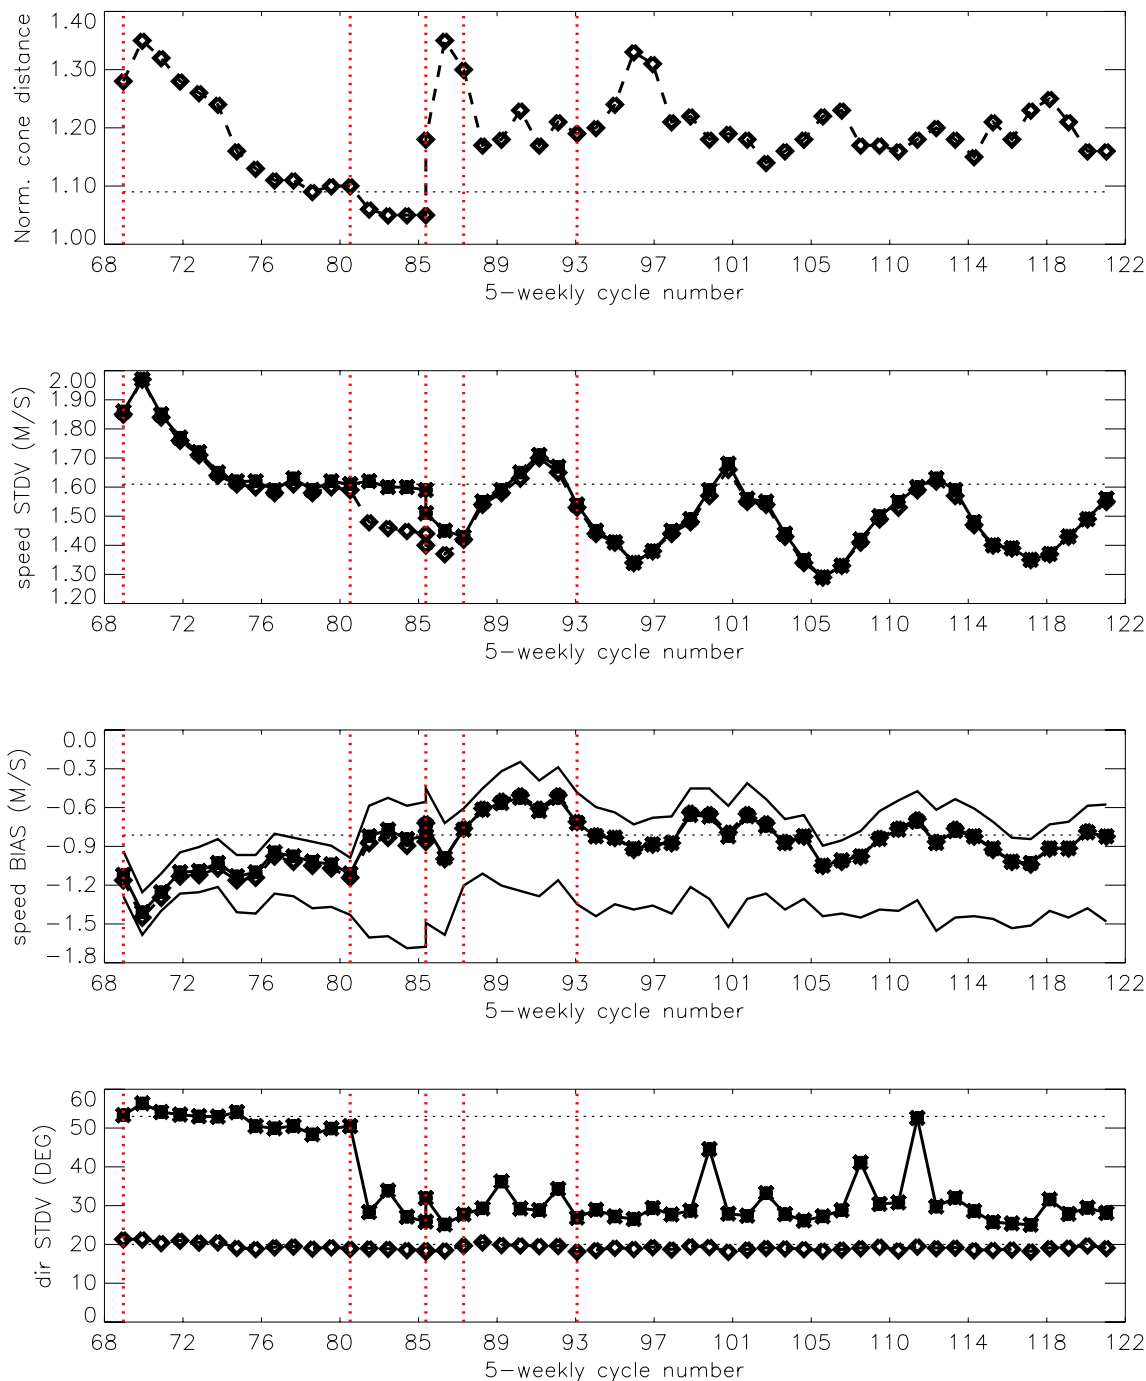 Norm. cone distance
1.40
1.30
1.20
1.10
1.00
68 72 76 80 85 89 93 97 101 105 110 114 118 122
5-weekly cycle number
speed STDV (M/S)
2.00
1.90
1.80
1.70
1.60
1.50
1.40
1.30
1.20
68 72 76 80 85 89 93 97 101 105 110 114 118 122
5-weekly cycle number
speed BIAS (M/S)
0.0
-0.3
-0.6
-0.9
-1.2
-1.5
-1.8
68 72 76 80 85 89 93 97 101 105 110 114 118 122
5-weekly cycle number
dir STDV (DEG)
60
50
40
30
20
10
0
68 72 76 80 85 89 93 97 101 105 110 114 118 122
5-weekly cycle number